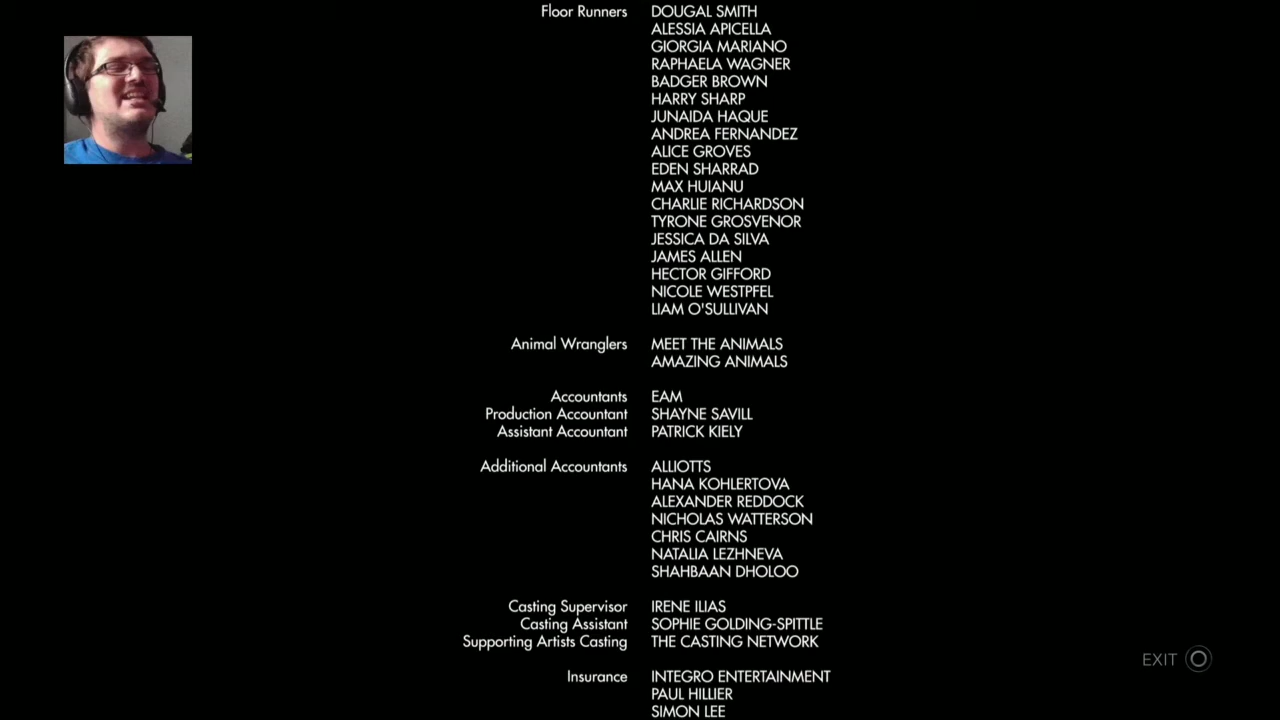 Floor Runners DOUGAL SMITH
ALESSIA APICELLA
GIORGIA MARIANO
RAPHAELA WAGNER
BADGER BROWN
HARRY SHARP
JUNAIDA HAQUE
ANDREA FERNANDEZ
ALICE GROVES
EDEN SHARRAD
MAX HUIANU
CHARLIE RICHARDSON
TYRONE GROSVENOR
JESSICA DA SILVA
JAMES ALLEN
HECTOR GIFFORD
NICOLE WESTPFEL
LIAM O'SULLIVAN
Animal Wranglers MEET THE ANIMALS
AMAZING ANIMALS
Accountants EAM
Production Accountant SHAYNE SAVILL
Assistant Accountant PATRICK KIELY
Additional Accountants ALLIOTTS
HANA KOHLERTOVA
ALEXANDER REDDOCK
NICHOLAS WATTERSON
CHRIS CAIRNS
NATALIA LEZHNEVA
SHAHBAAN DHOLOO
Casting Supervisor IRENE ILIAS
Casting Assistant SOPHIE GOLDING-SPITTLE
Supporting Artists Casting THE CASTING NETWORK
EXIT
Insurance INTEGRO ENTERTAINMENT
PAUL HILLIER
SIMON LEE